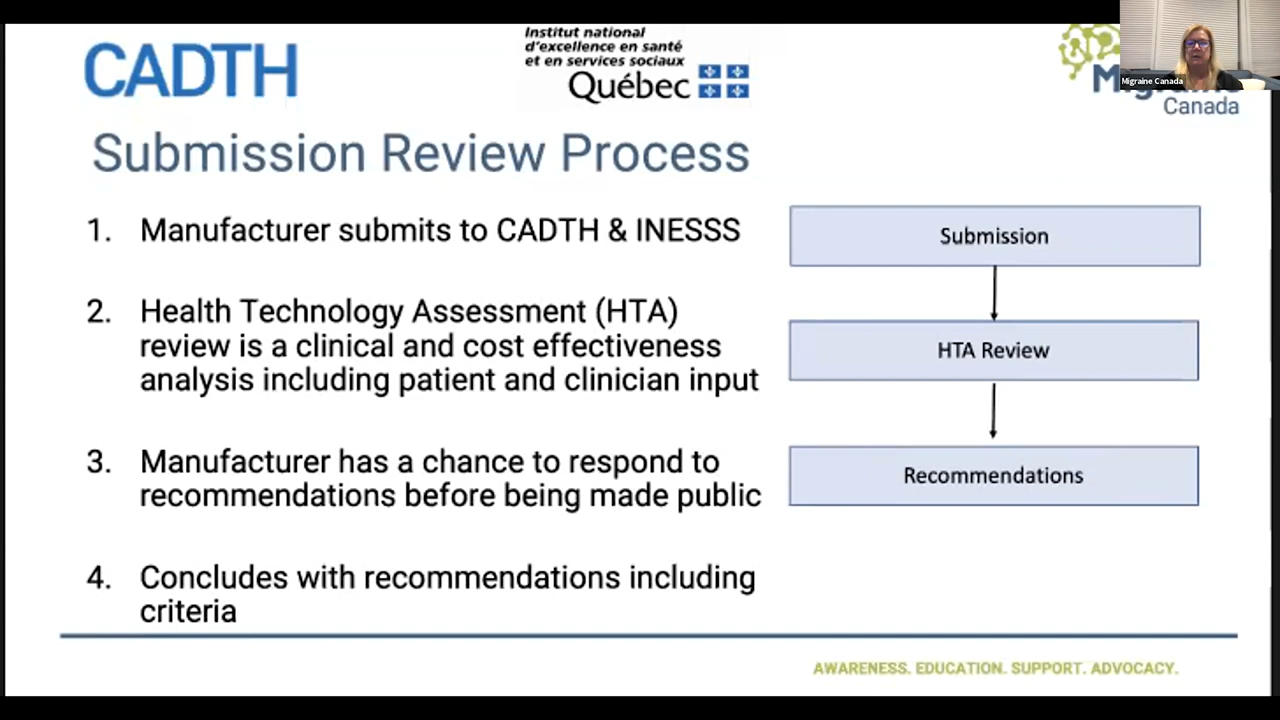 CADTH
Institut national
d'excellence en santé
et en services sociaux
Québec
Migraine Canada
Migraine
Canada
Submission Review Process
1. Manufacturer submits to CADTH & INESSS
2. Health Technology Assessment (HTA)
review is a clinical and cost effectiveness
analysis including patient and clinician input
3. Manufacturer has a chance to respond to
recommendations before being made public
4. Concludes with recommendations including
criteria
Submission
HTA Review
Recommendations
AWARENESS. EDUCATION. SUPPORT. ADVOCACY.